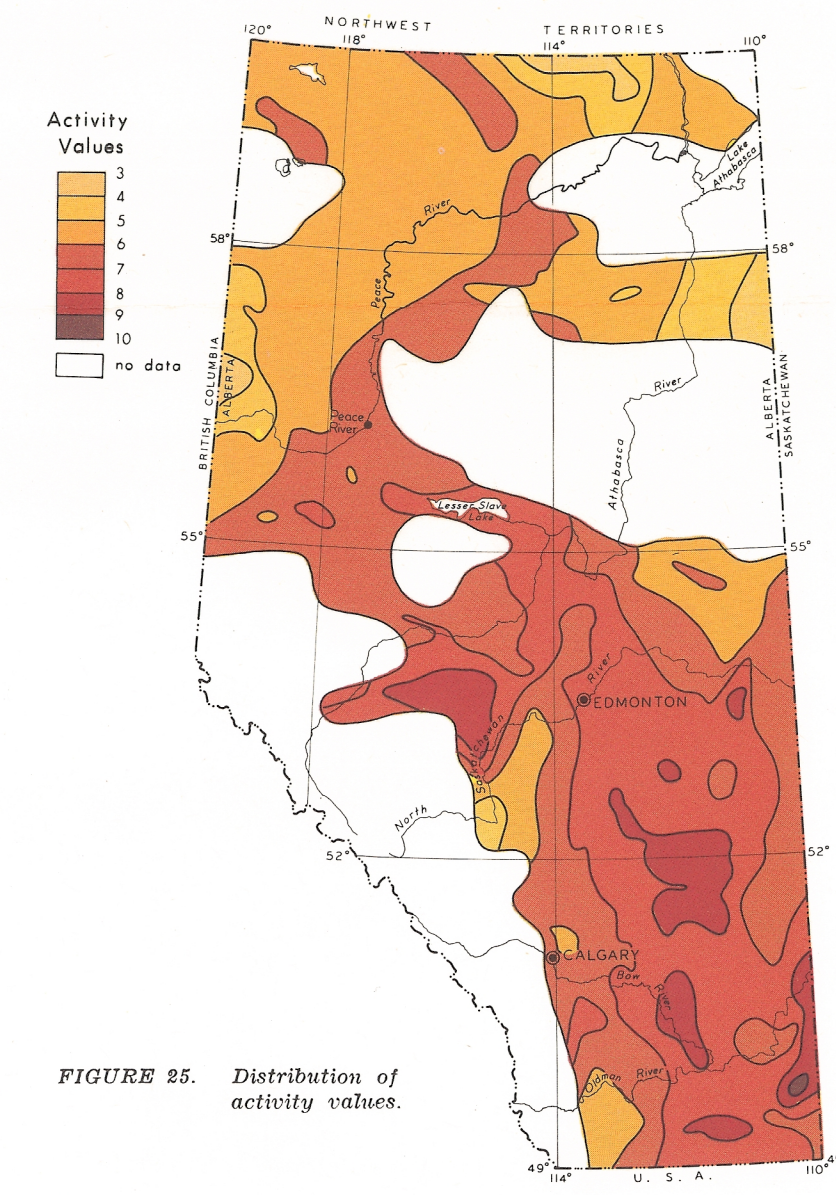 NORTHWEST TERRITORIES
120°
118°
114°
110°
Activity
Values
3
4
5
6
7
8
9
10
no data
Lake
Athabasca
River
Peace
58°
58°
BRITISH COLUMBIA
ALBERTA
ALBERTA
SASKATCHEWAN
River
Athabasca
Peace
River
Lesser Slave
Lake
55°
55°
River
EDMONTON
Saskatchewan
North
52°
52°
CALGARY
Bow
River
Oldman River
FIGURE 25. Distribution of
activity values.
49°
114°
U. S. A.
110°